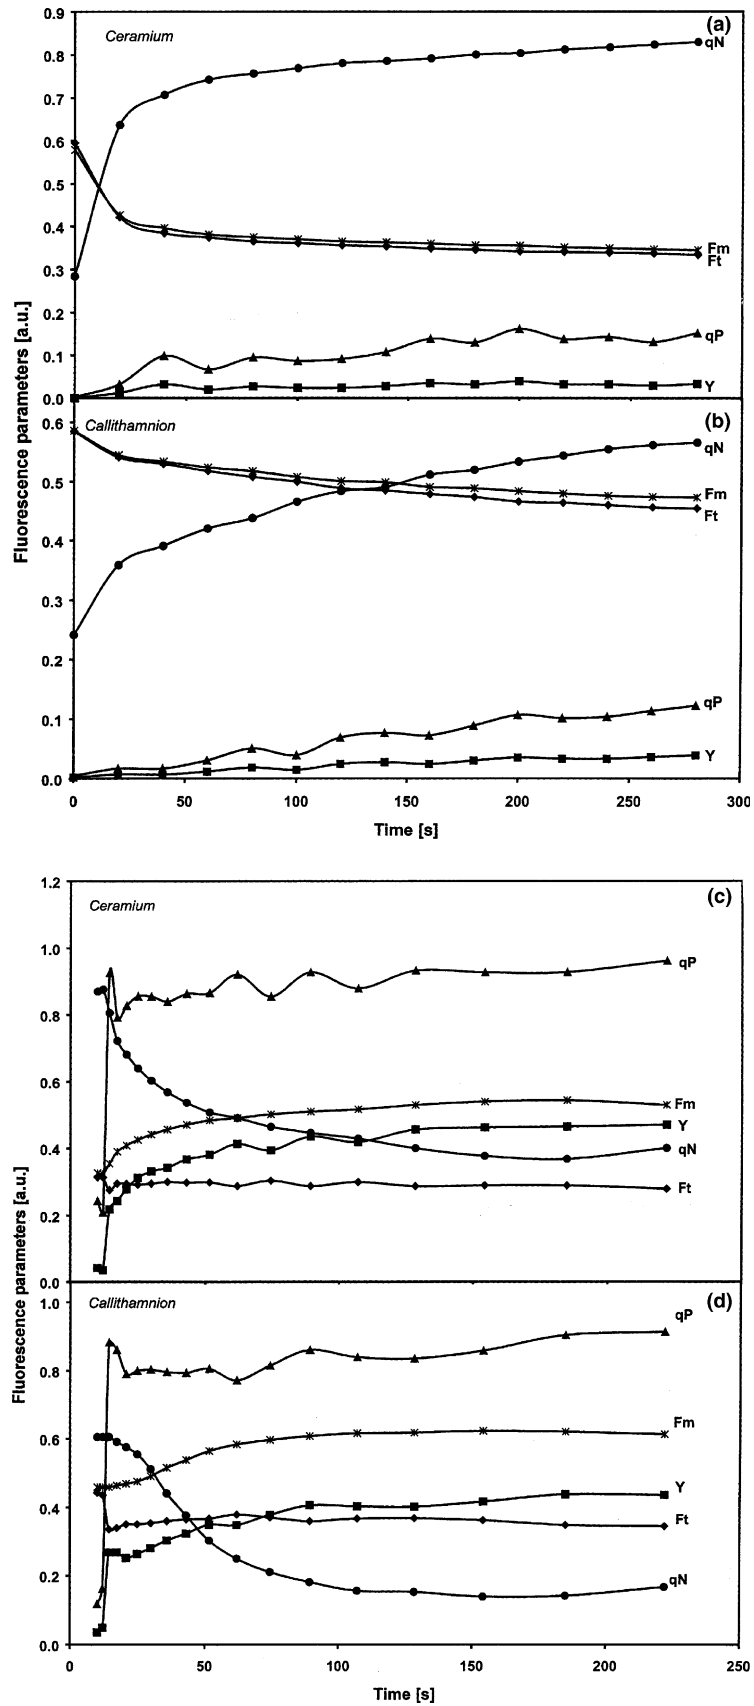 0.9
(a)
Ceramium
qN
0.8
0.7
0.6
0.5
0.4
0.3
Fm
Ft
0.2
0.1
qP
Y
0.0
0.6
(b)
Callithamnion
qN
0.5
Fm
Ft
0.4
0.3
0.2
0.1
qP
Y
0.0
Fluorescence parameters [a.u.]
0 50 100 150 200 250 300
Time [s]
1.2
(c)
Ceramium
1.0
qP
0.8
0.6
Fm
Y
0.4
qN
Ft
0.2
0.0
1.0
(d)
Callithamnion
qP
0.8
Fm
0.6
Y
0.4
Ft
0.2
qN
0.0
Fluorescence parameters [a.u.]
0 50 100 150 200 250
Time [s]